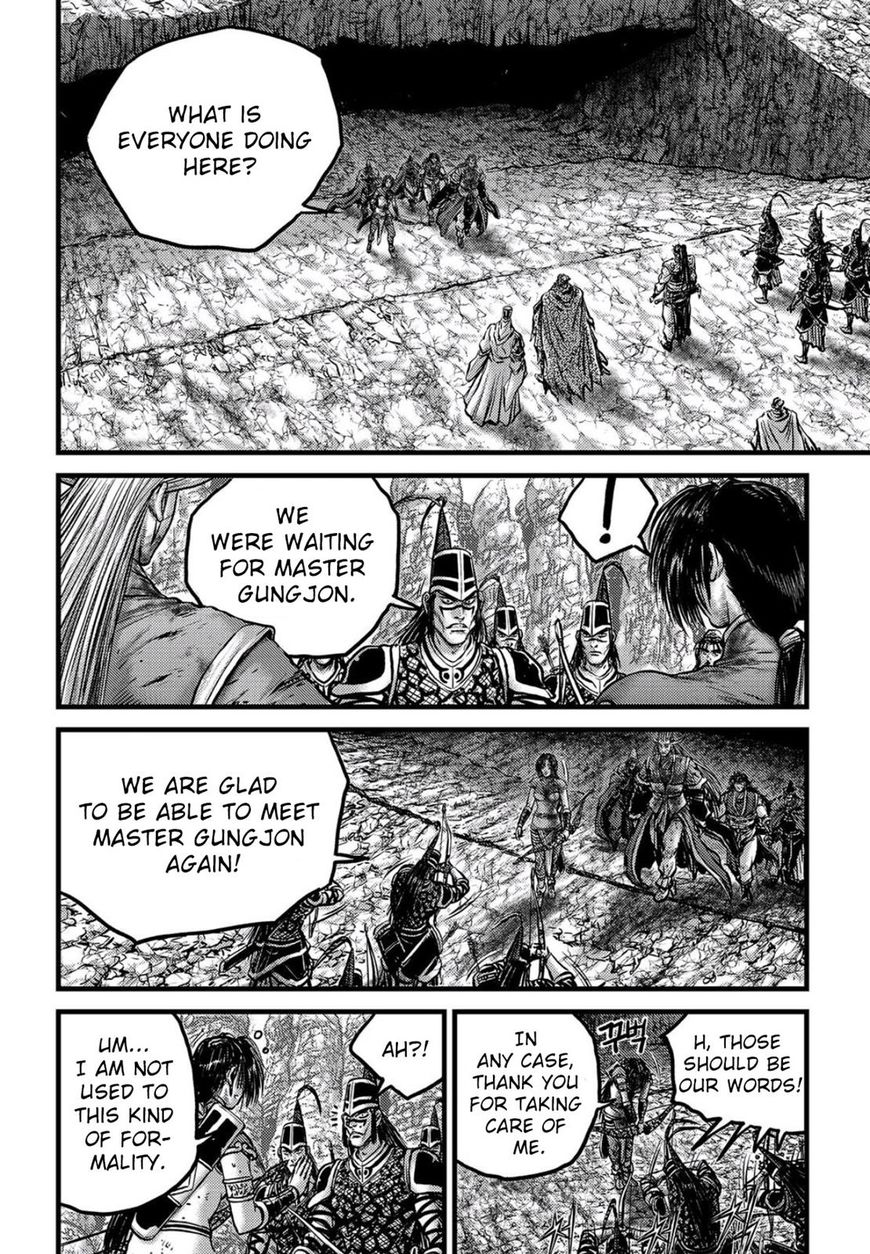 WHAT IS
EVERYONE DOING
HERE?
WE
WERE WAITING
FOR MASTER
GUNGJON.
!
WE ARE GLAD
TO BE ABLE TO MEET
MASTER GUNGJON
AGAIN!
UM...
I AM NOT
USED TO
THIS KIND
OF FOR-
MALITY.
AH?!
IN
ANY CASE,
THANK YOU
FOR TAKING
CARE OF
ME.
꾸벅
H, THOSE
SHOULD BE
OUR WORDS!